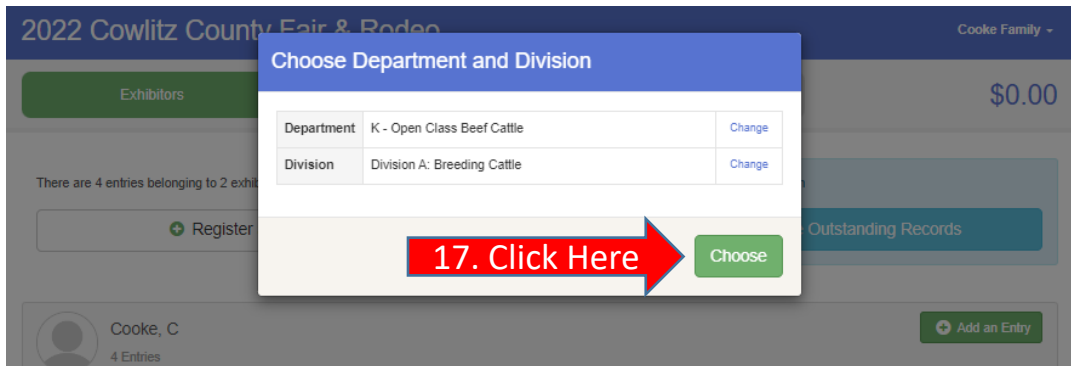 2022 Cowlitz County Fair & Rodeo
Cooke Family
Choose Department and Division
Exhibitors
$0.00
Department K - Open Class Beef Cattle Change
Division Division A: Breeding Cattle Change
There are 4 entries belonging to 2
Register
Outstanding Records
17. Click Here
Choose
Cooke, C
4 Entries
Add an Entry